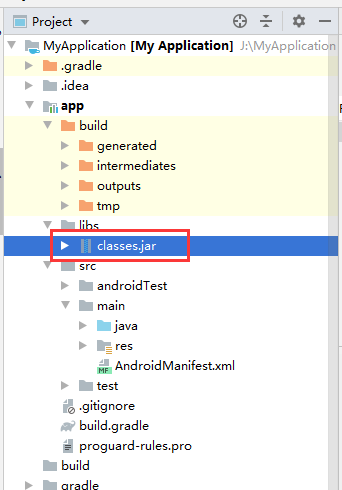 Project
MyApplication [My Application] J:\MyApplication
.gradle
.idea
app
build
generated
intermediates
outputs
tmp
libs
classes.jar
src
androidTest
main
java
res
MF AndroidManifest.xml
test
.gitignore
build.gradle
proguard-rules.pro
build
gradle